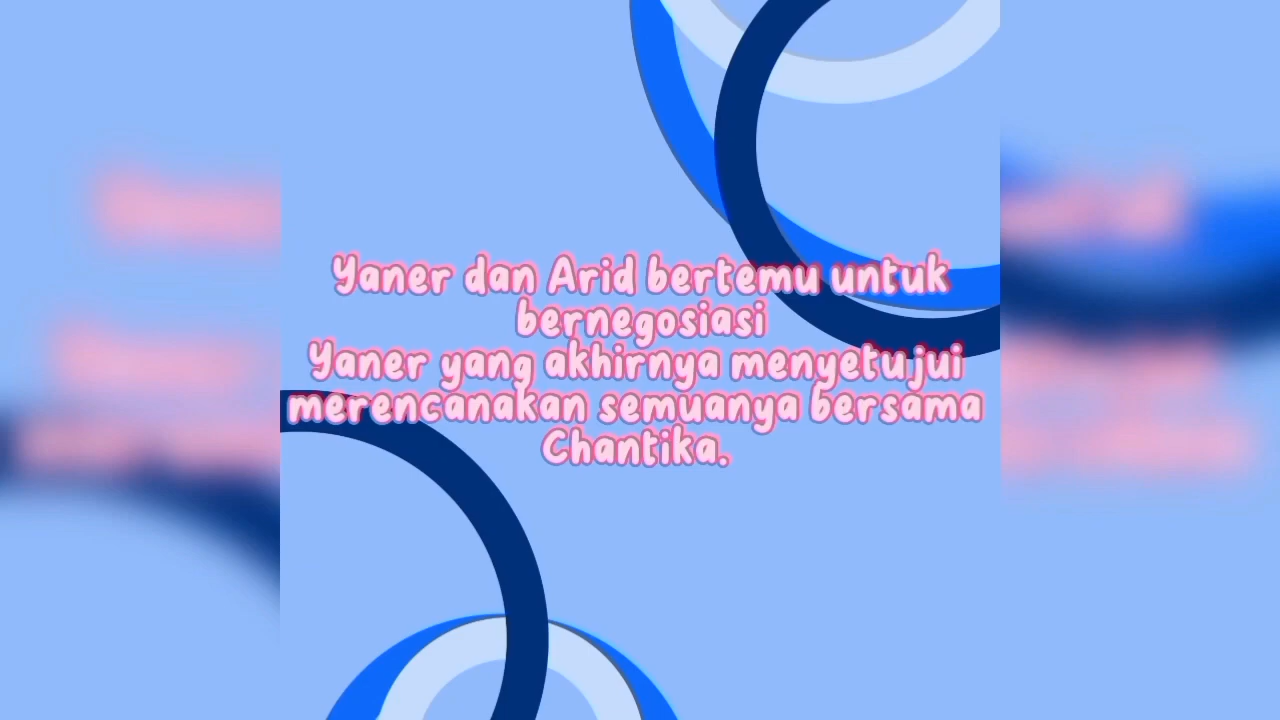 Yaner dan Arid bertemu untuk
bernegosiasi
Yaner yang akhirnya menyetujui
merencanakan semuanya bersama
Chantika.